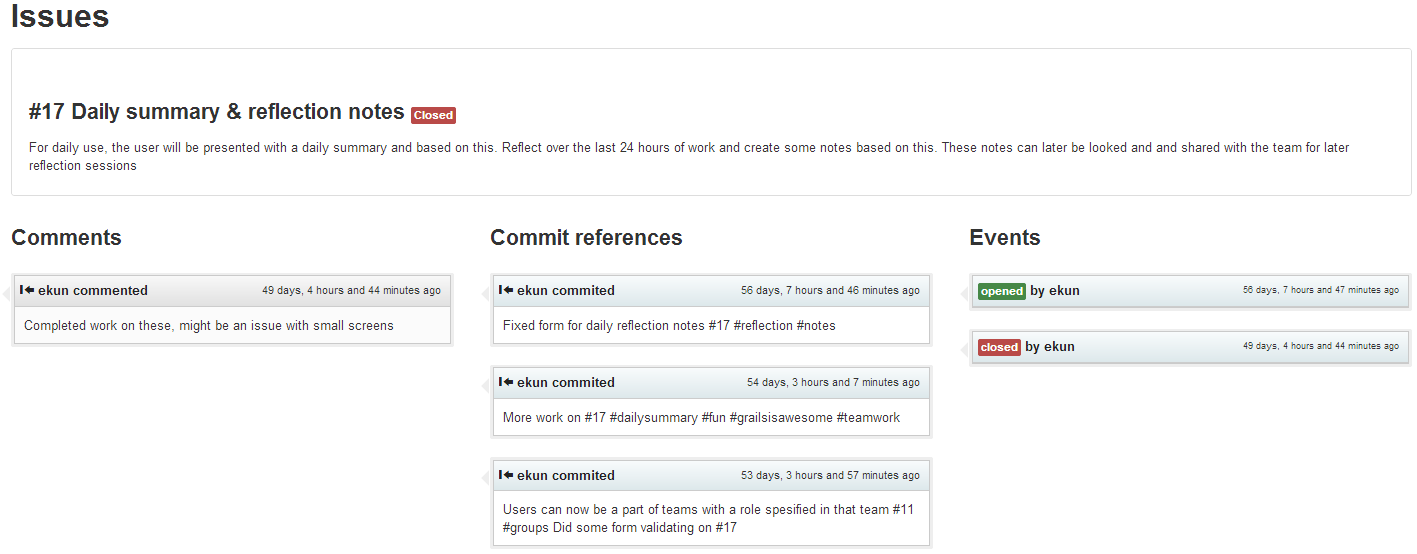 Issues
#17 Daily summary & reflection notes Closed
For daily use, the user will be presented with a daily summary and based on this. Reflect over the last 24 hours of work and create some notes based on this. These notes can later be looked and and shared with the team for later
reflection sessions
Comments
ekun commented 49 days, 4 hours and 44 minutes ago
Completed work on these, might be an issue with small screens
Commit references
ekun commited 56 days, 7 hours and 46 minutes ago
Fixed form for daily reflection notes #17 #reflection #notes
ekun commited 54 days, 3 hours and 7 minutes ago
More work on #17 #dailysummary #fun #grailsisawesome #teamwork
ekun commited 53 days, 3 hours and 57 minutes ago
Users can now be a part of teams with a role spesified in that team #11
#groups Did some form validating on #17
Events
opened by ekun 56 days, 7 hours and 47 minutes ago
closed by ekun 49 days, 4 hours and 44 minutes ago